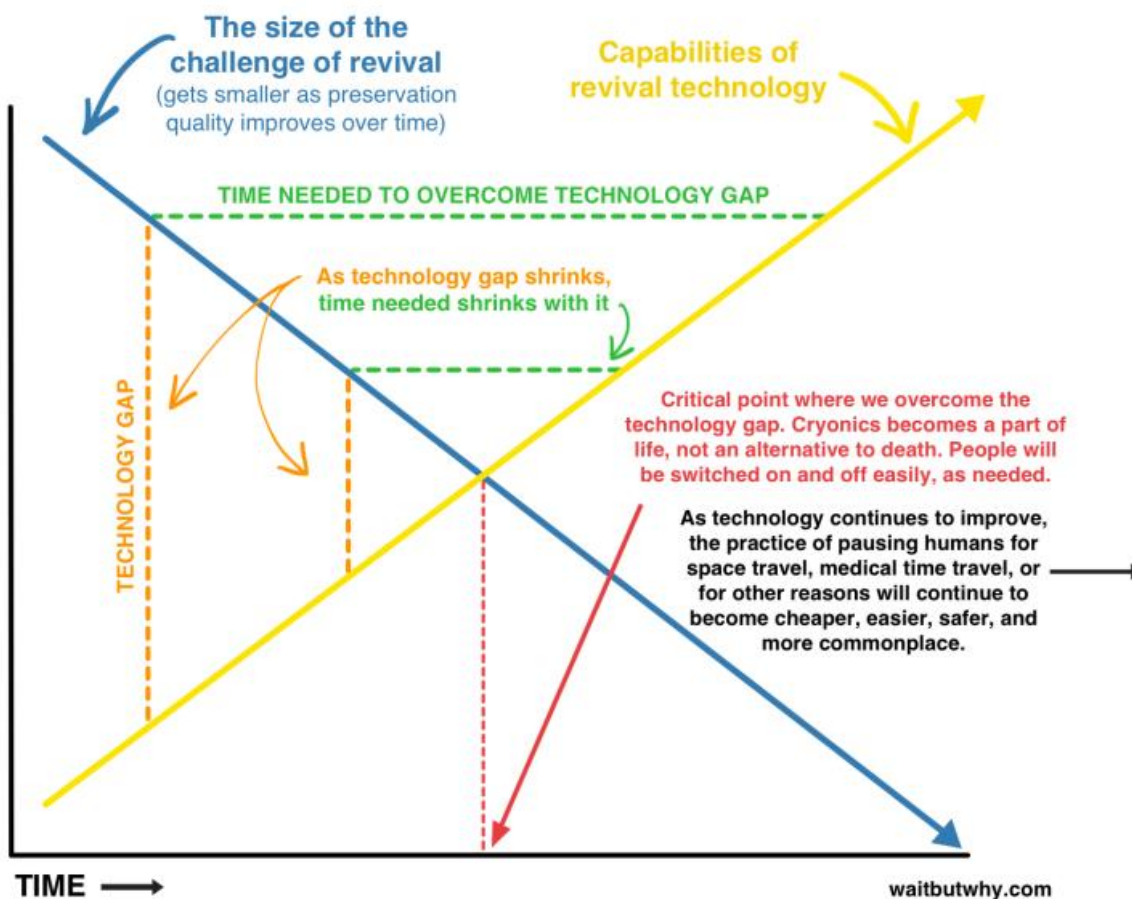 The size of the
challenge of revival
(gets smaller as preservation
quality improves over time)
Capabilities of
revival technology
TIME NEEDED TO OVERCOME TECHNOLOGY GAP
As technology gap shrinks,
time needed shrinks with it
TECHNOLOGY GAP
Critical point where we overcome the
technology gap. Cryonics becomes a part of
life, not an alternative to death. People will
be switched on and off easily, as needed.
As technology continues to improve,
the practice of pausing humans for
space travel, medical time travel, or
for other reasons will continue to
become cheaper, easier, safer, and
more commonplace.
TIME
waitbutwhy.com